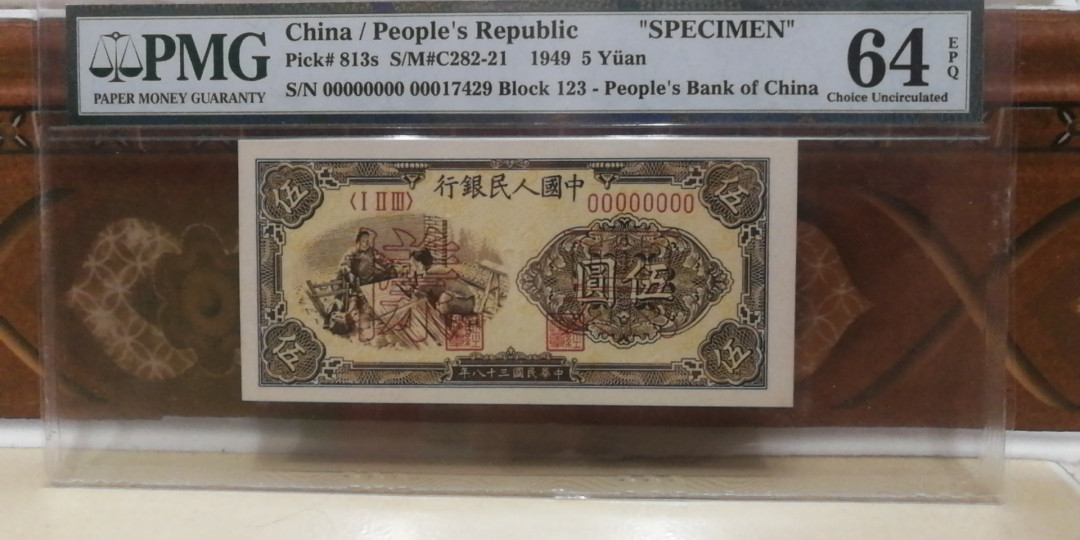 PMG
PAPER MONEY GUARANTY
China / People's Republic "SPECIMEN"
Pick# 813s S/M#C282-21 1949 5 Yüan
S/N 00000000 00017429 Block 123 - People's Bank of China
64
EPQ
Choice Uncirculated
行銀民人國中
〈I II III〉
00000000
伍
伍
圓伍
伍
伍
年八十三國民華中